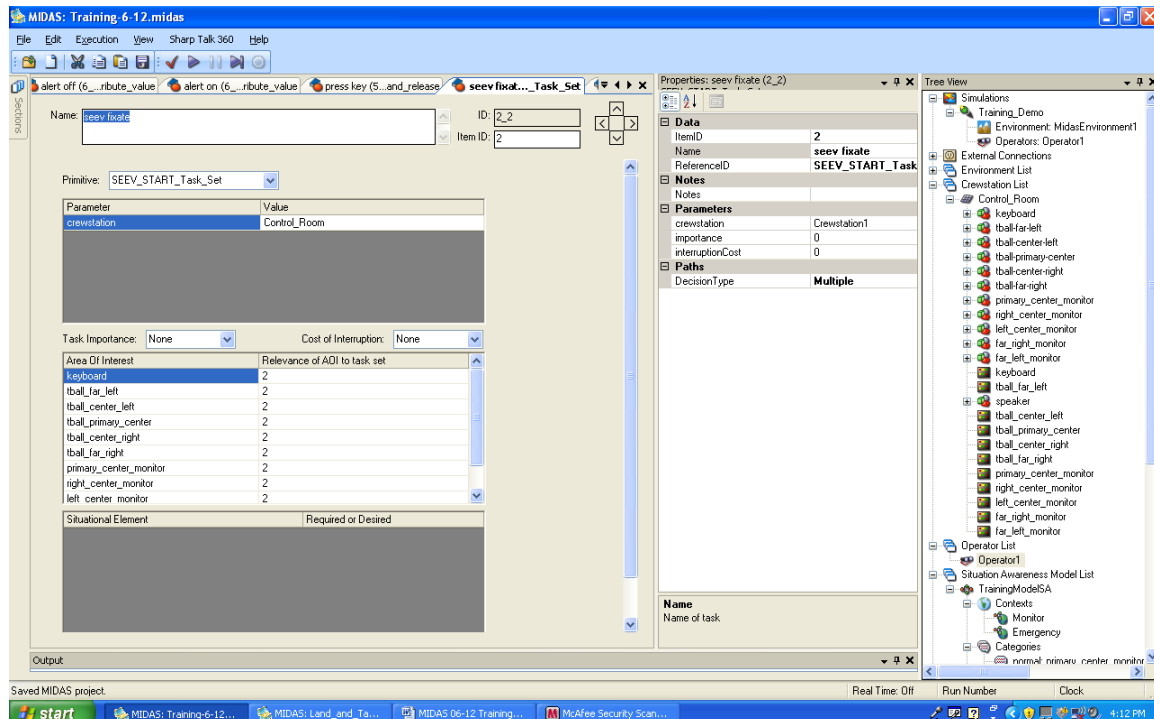 MIDAS: Training-6-12.midas
File Edit Execution View Sharp Talk 360 Help
alert off (6_...ribute_value alert on (6_...ribute_value press key (5...and_release seev fixat..._Task_Set
Sections
Name: seev fixate
ID: 2_2
Item ID: 2
Primitive: SEEV_START_Task_Set
Parameter Value
crewstation Control_Room
Task Importance: None Cost of Interruption: None
Area Of Interest Relevance of AOI to task set
keyboard 2
tball_far_left 2
tball_center_left 2
tball_primary_center 2
tball_center_right 2
tball_far_right 2
primary_center_monitor 2
right_center_monitor 2
left center monitor 2
Situational Element Required or Desired
Output
Properties: seev fixate (2_2)
Data
ItemID 2
Name seev fixate
ReferenceID SEEV_START_Task
Notes
Notes
Parameters
crewstation Crewstation1
importance 0
interruptionCost 0
Paths
DecisionType Multiple
Name
Name of task
Tree View
Simulations
Training_Demo
Environment: MidasEnvironment1
Operators: Operator1
External Connections
Environment List
Crewstation List
Control_Room
keyboard
tball-far-left
tball-center-left
tball-primary-center
tball-center-right
tball-far-right
primary_center_monitor
right_center_monitor
left_center_monitor
far_right_monitor
far_left_monitor
keyboard
tball_far_left
speaker
tball_center_left
tball_primary_center
tball_center_right
tball_far_right
primary_center_monitor
right_center_monitor
left_center_monitor
far_right_monitor
far_left_monitor
Operator List
Operator1
Situation Awareness Model List
TrainingModelSA
Contexts
Monitor
Emergency
Categories
normal: primary_center_monitor
Saved MIDAS project. Real Time: Off Run Number Clock
start MIDAS: Training-6-12... MIDAS: Land_and_Ta... MIDAS 06-12 Training... McAfee Security Scan... 4:12 PM